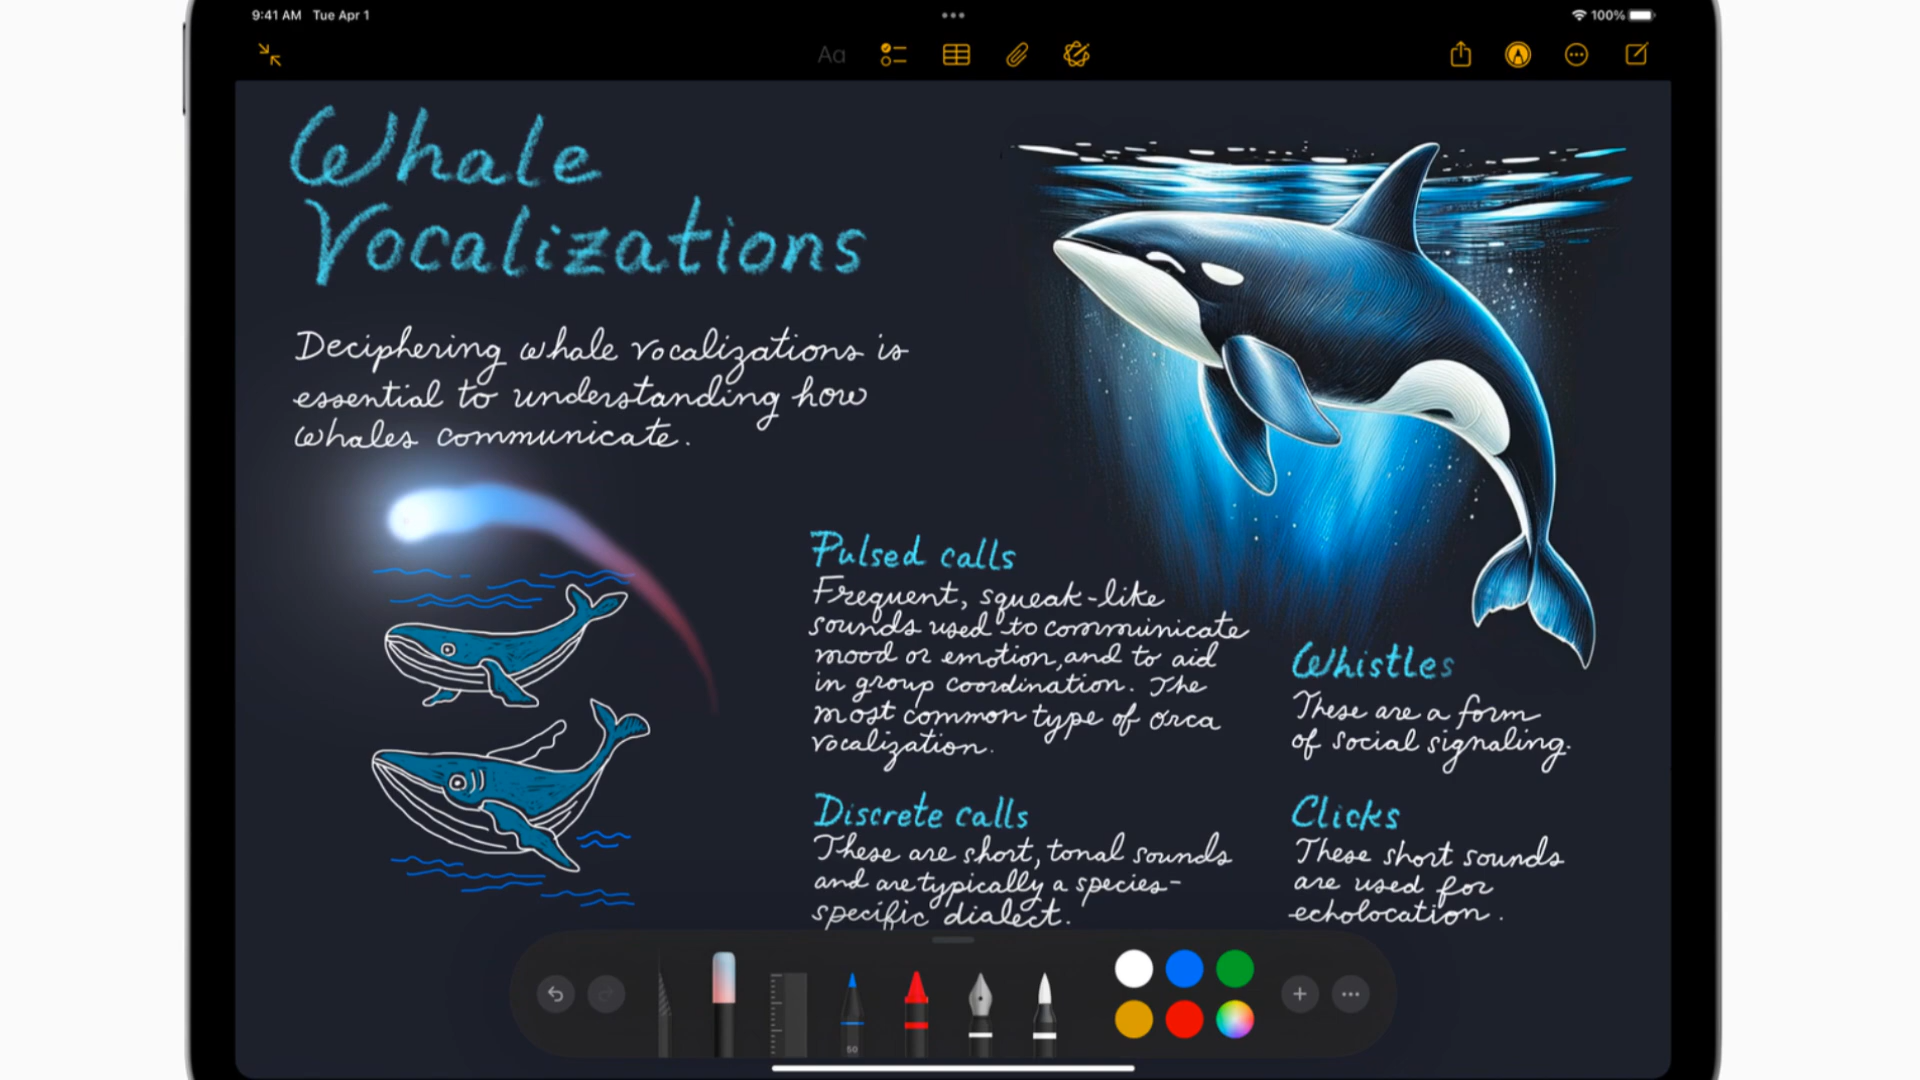 9:41 AM Tue Apr 1
100%
Aa
Whale
Vocalizations
Deciphering whale vocalizations is
essential to understanding how
whales communicate.
Pulsed calls
Frequent, squeak-like
sounds used to communicate
mood or emotion, and to aid
in group coordination. The
most common type of orca
vocalization.
Discrete calls
These are short, tonal sounds
and are typically a species-
specific dialect.
Whistles
These are a form
of social signaling.
Clicks
These short sounds
are used for
echolocation.
50